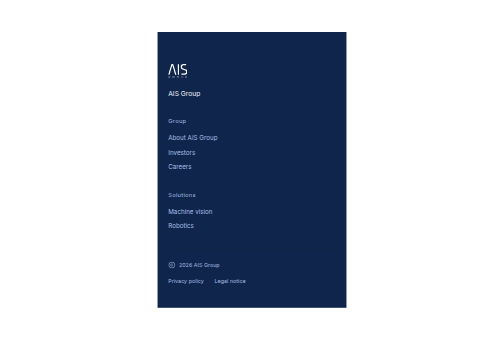 AIS
AIS Group
Group
About AIS Group
Investors
Careers
Solutions
Machine vision
Robotics
© 2026 AIS Group
Privacy policy Legal notice